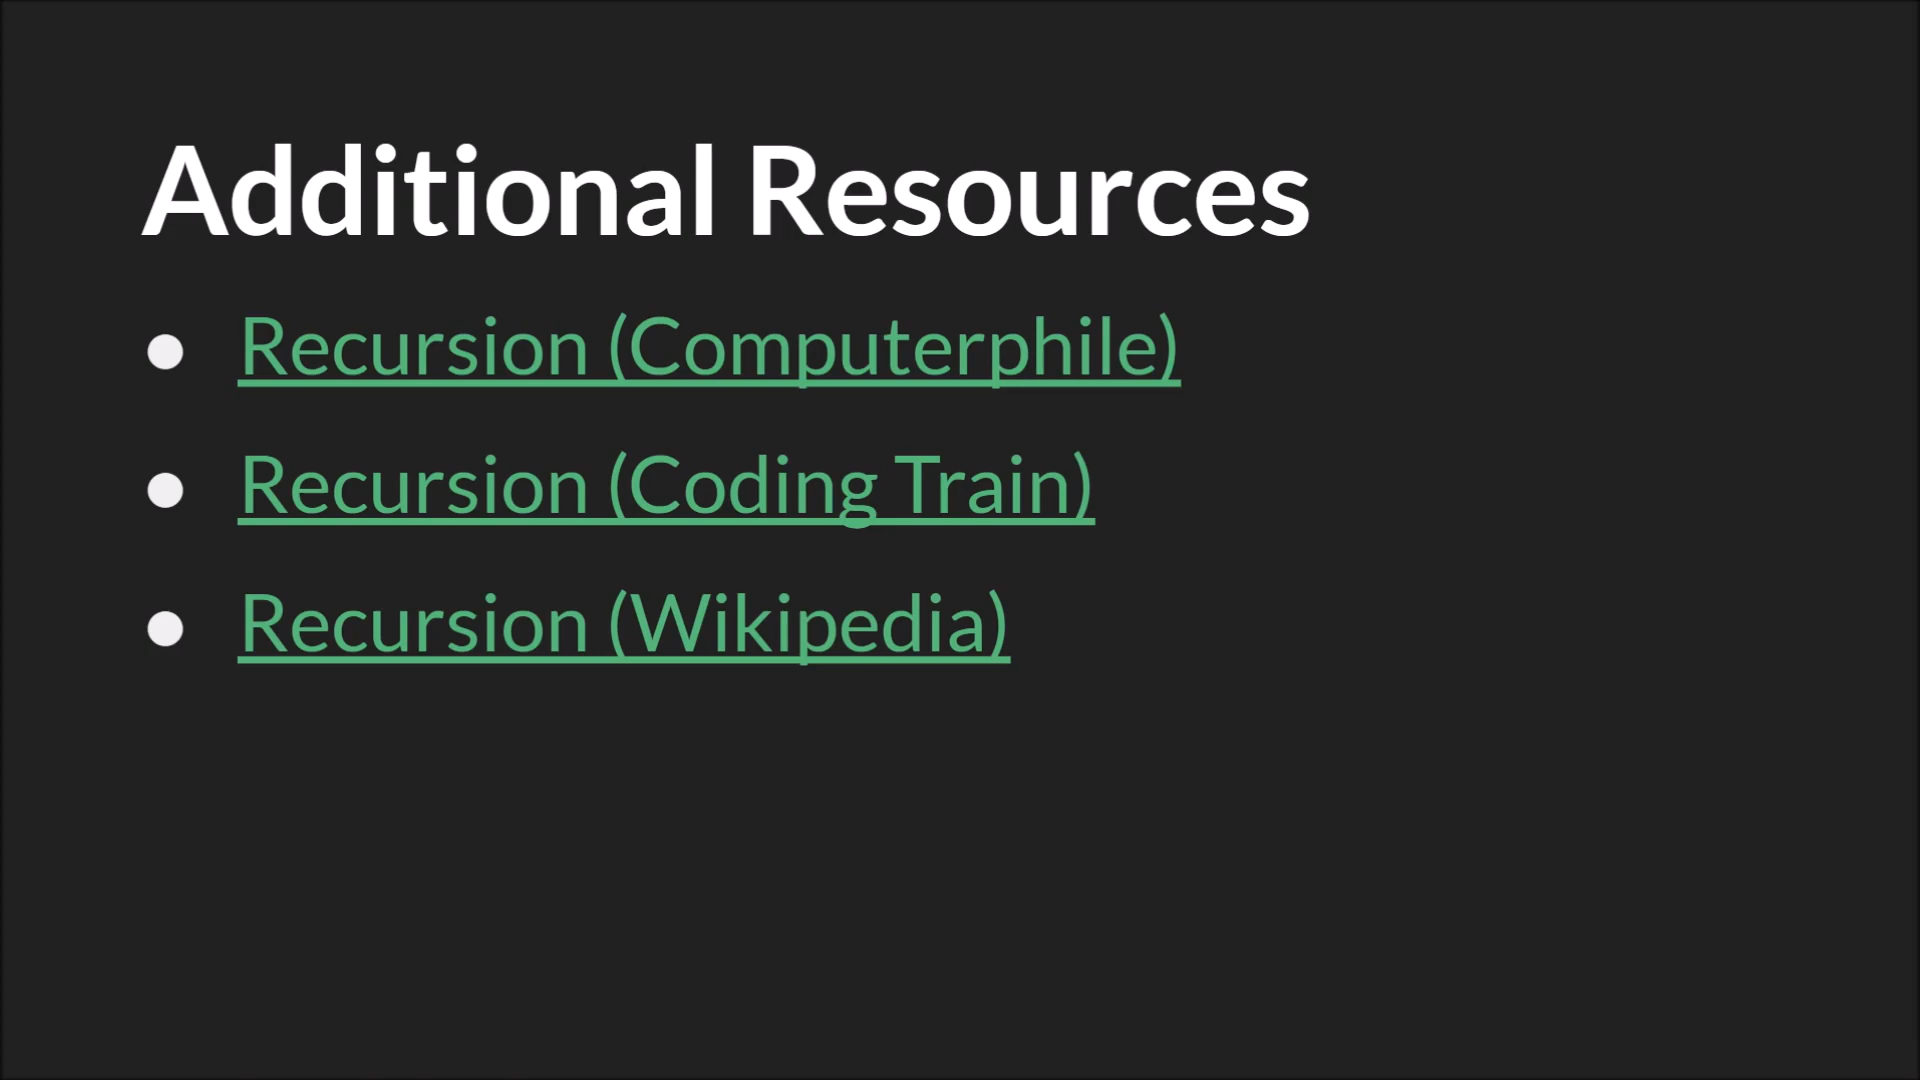 Additional Resources
● Recursion (Computerphile)
● Recursion (Coding Train)
● Recursion (Wikipedia)